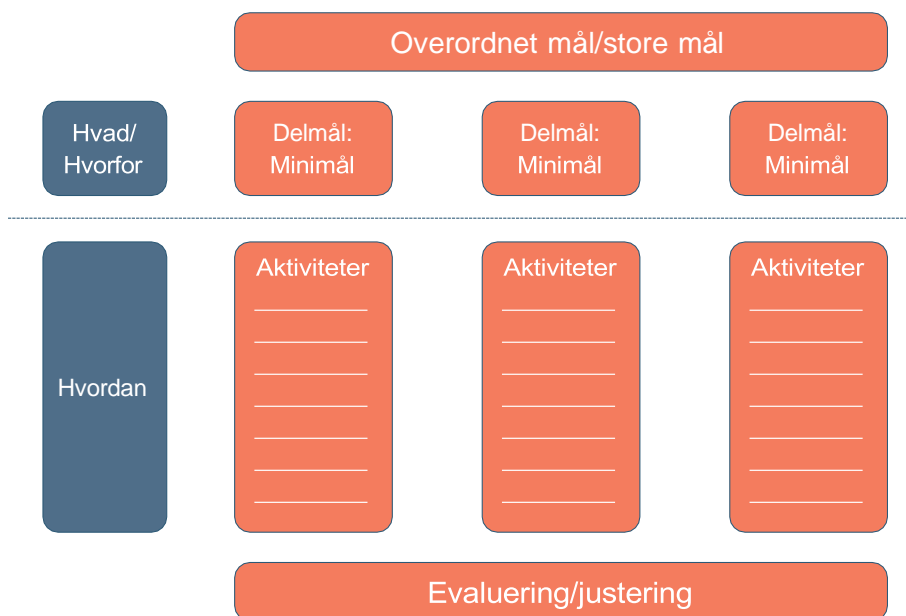 Overordnet mål/store mål
Hvad/
Hvorfor
Delmål:
Minimål
Delmål:
Minimål
Delmål:
Minimål
Hvordan
Aktiviteter
Aktiviteter
Aktiviteter
Evaluering/justering